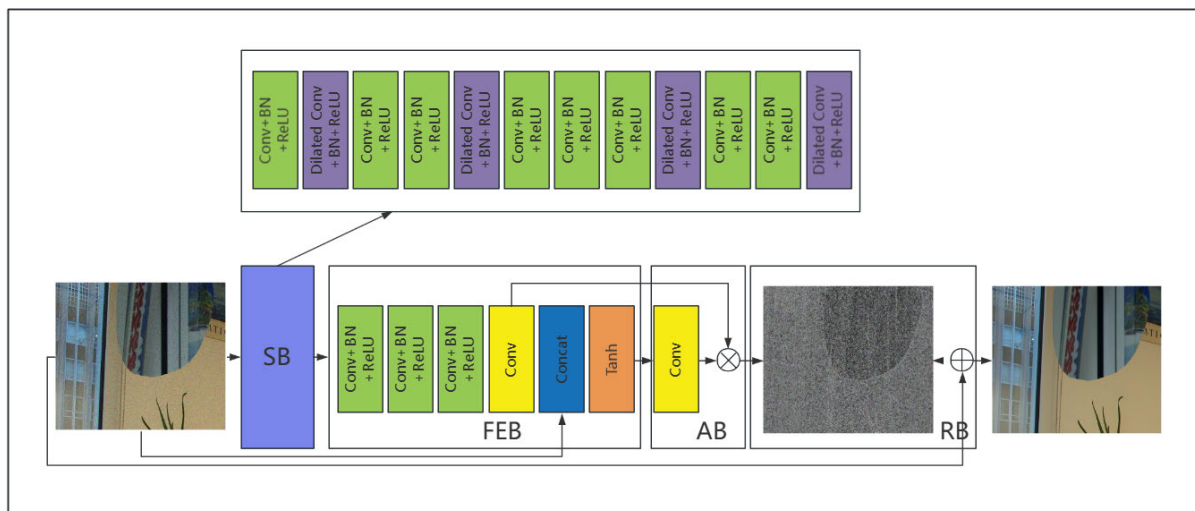 Conv+BN
+ReLU
Dilated Conv
+BN+ReLU
Conv+BN
+ReLU
Conv+BN
+ReLU
Dilated Conv
+BN+ReLU
Conv+BN
+ReLU
Conv+BN
+ReLU
Conv+BN
+ReLU
Dilated Conv
+BN+ReLU
Conv+BN
+ReLU
Conv+BN
+ReLU
Dilated Conv
+BN+ReLU
SB
Conv+BN
+ReLU
Conv+BN
+ReLU
Conv+BN
+ReLU
Conv
Concat
Tanh
FEB
Conv
AB
RB